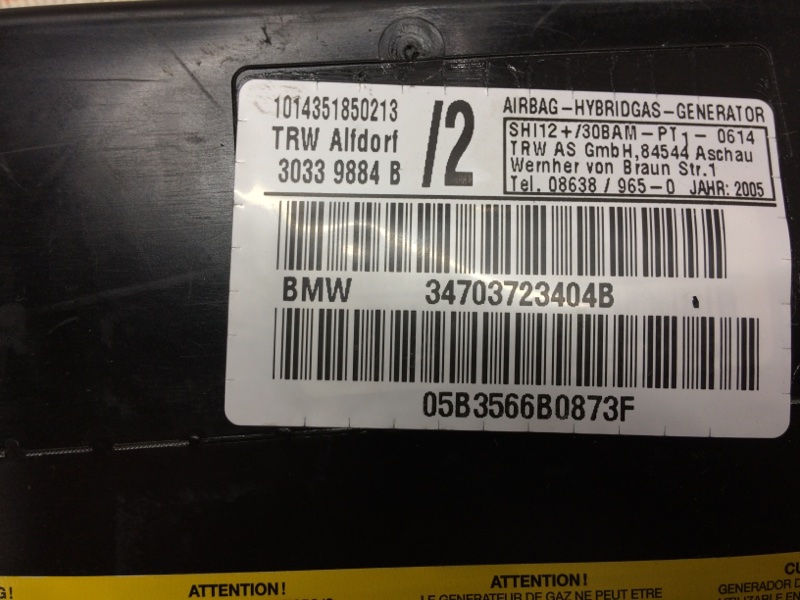 1014351850213
TRW Alfdorf
3033 9884 B
/2
AIRBAG-HYBRIDGAS-GENERATOR
SHI12+/30BAM-PT1-0614
TRW AS GmbH,84544 Aschau
Wernher von Braun Str.1
Tel. 08638 / 965-0 JAHR: 2005
BMW 34703723404B
05B3566B0873F
G!
ATTENTION!
ATTENTION!
LE GENERATEUR DE GAZ NE PEUT ETRE
GENERADOR D